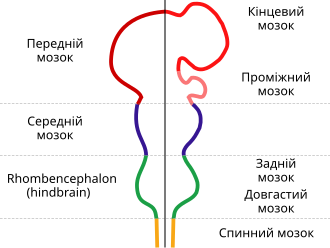 Кінцевий
мозок
Передній
мозок
Проміжний
мозок
Середній
мозок
Задній
мозок
Rhombencephalon
(hindbrain)
Довгастий
мозок
Спинний мозок